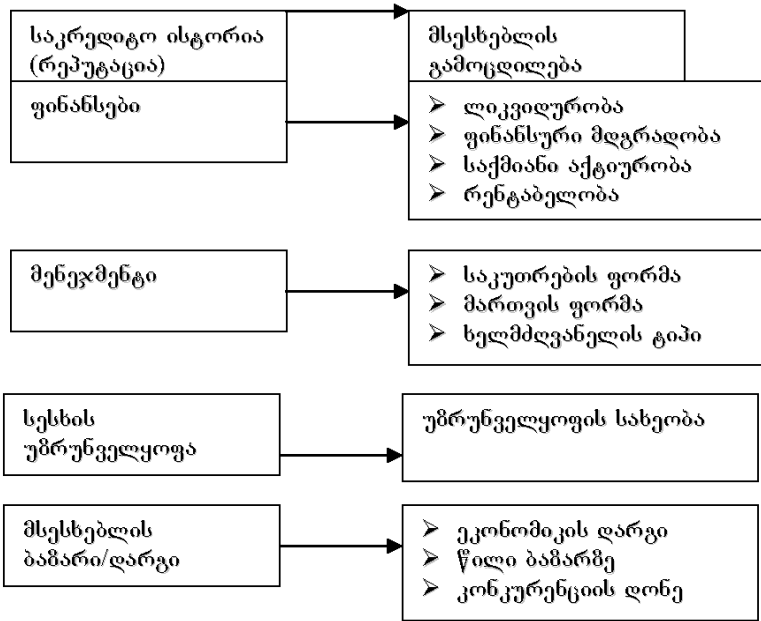 საკრედიტო ისტორია
(რეპუტაცია)
მსესხებლის
გამოცდილება
ფინანსები
➢ ლიკვიდურობა
➢ ფინანსური მდგრადობა
➢ საქმიანი აქტიურობა
➢ რენტაბელობა
მენეჯმენტი
➢ საკუთრების ფორმა
➢ მართვის ფორმა
➢ ხელმძღვანელის ტიპი
სესხის
უზრუნველყოფა
უზრუნველყოფის სახეობა
მსესხებლის
ბაზარი/დარგი
➢ ეკონომიკის დარგი
➢ წილი ბაზარზე
➢ კონკურენციის დონე